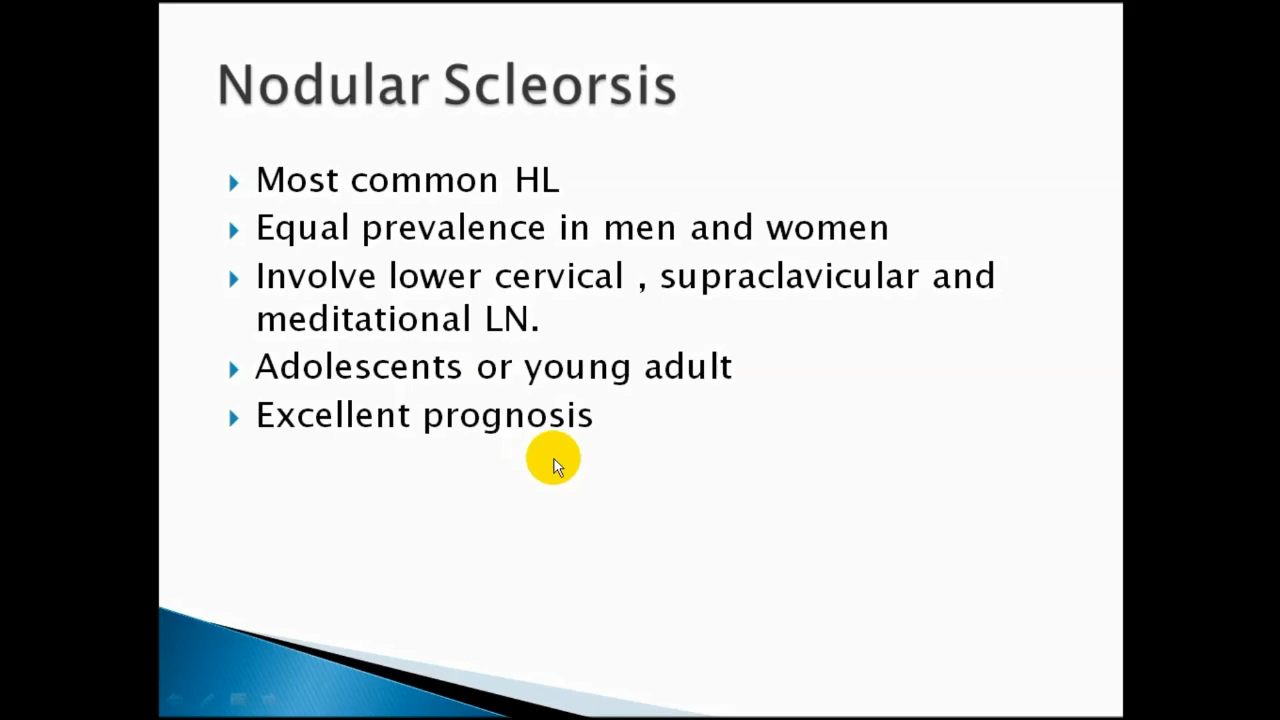 Nodular Scleorsis
Most common HL
Equal prevalence in men and women
Involve lower cervical , supraclavicular and
meditational LN.
Adolescents or young adult
Excellent prognosis